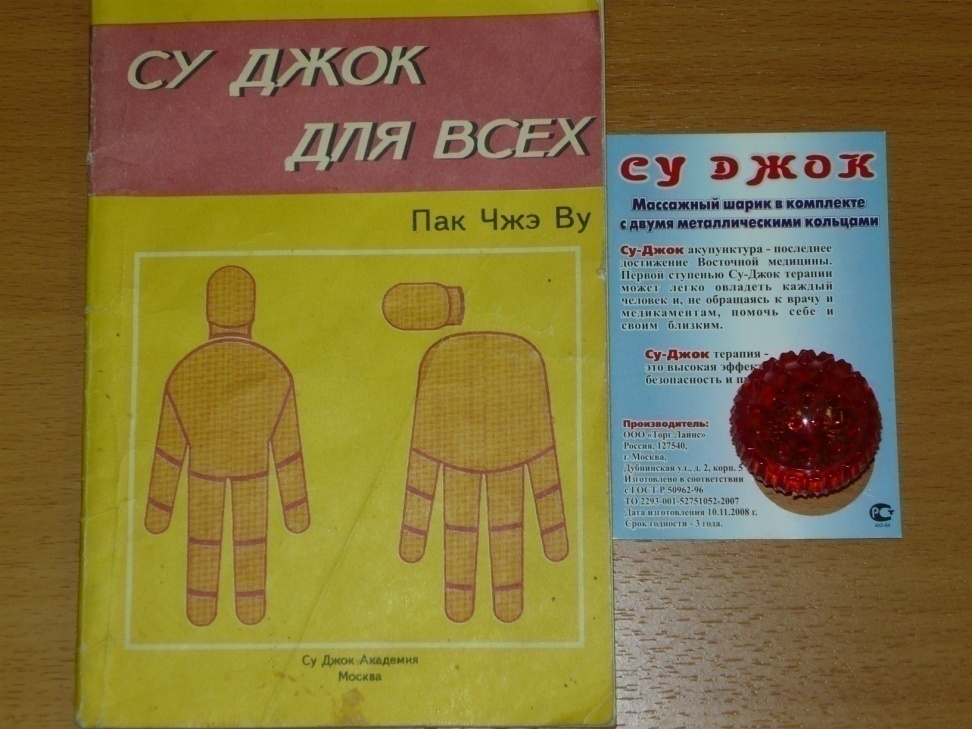 СУ ДЖОК
ДЛЯ ВСЕХ
Пак Чжэ Ву
Су Джок Академия
Москва
СУ ДЖОК
Массажный шарик в комплекте
с двумя металлическими кольцами
Су-Джок акупунктура - последнее
достижение Восточной медицины.
Первой ступенью Су-Джок терапии
может легко овладеть каждый
человек и, не обращаясь к врачу и
медикаментам, помочь себе и
своим близким.
Су-Джок терапия -
это высокая
безопасность и
Производитель:
ООО «Торг Лайнс»
Россия, 127540,
г. Москва,
Дубнинская ул., д. 2, корп. 5
Изготовлено в соответствии
с ГОСТ Р 50962-96
ТО 2293-001-52751052-2007
Дата изготовления 10.11.2008 г.
Срок годности - 3 года.